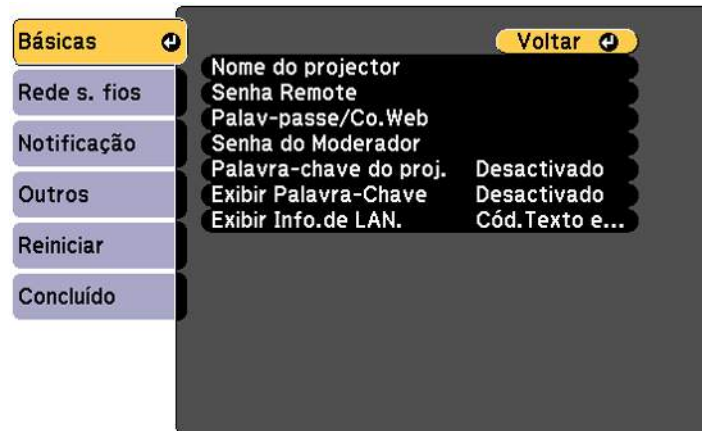 Básicas
Rede s. fios
Notificação
Outros
Reiniciar
Concluído
Voltar
Nome do projector
Senha Remote
Palav-passe/Co.Web
Senha do Moderador
Palavra-chave do proj. Desactivado
Exibir Palavra-Chave Desactivado
Exibir Info.de LAN. Cód.Texto e...